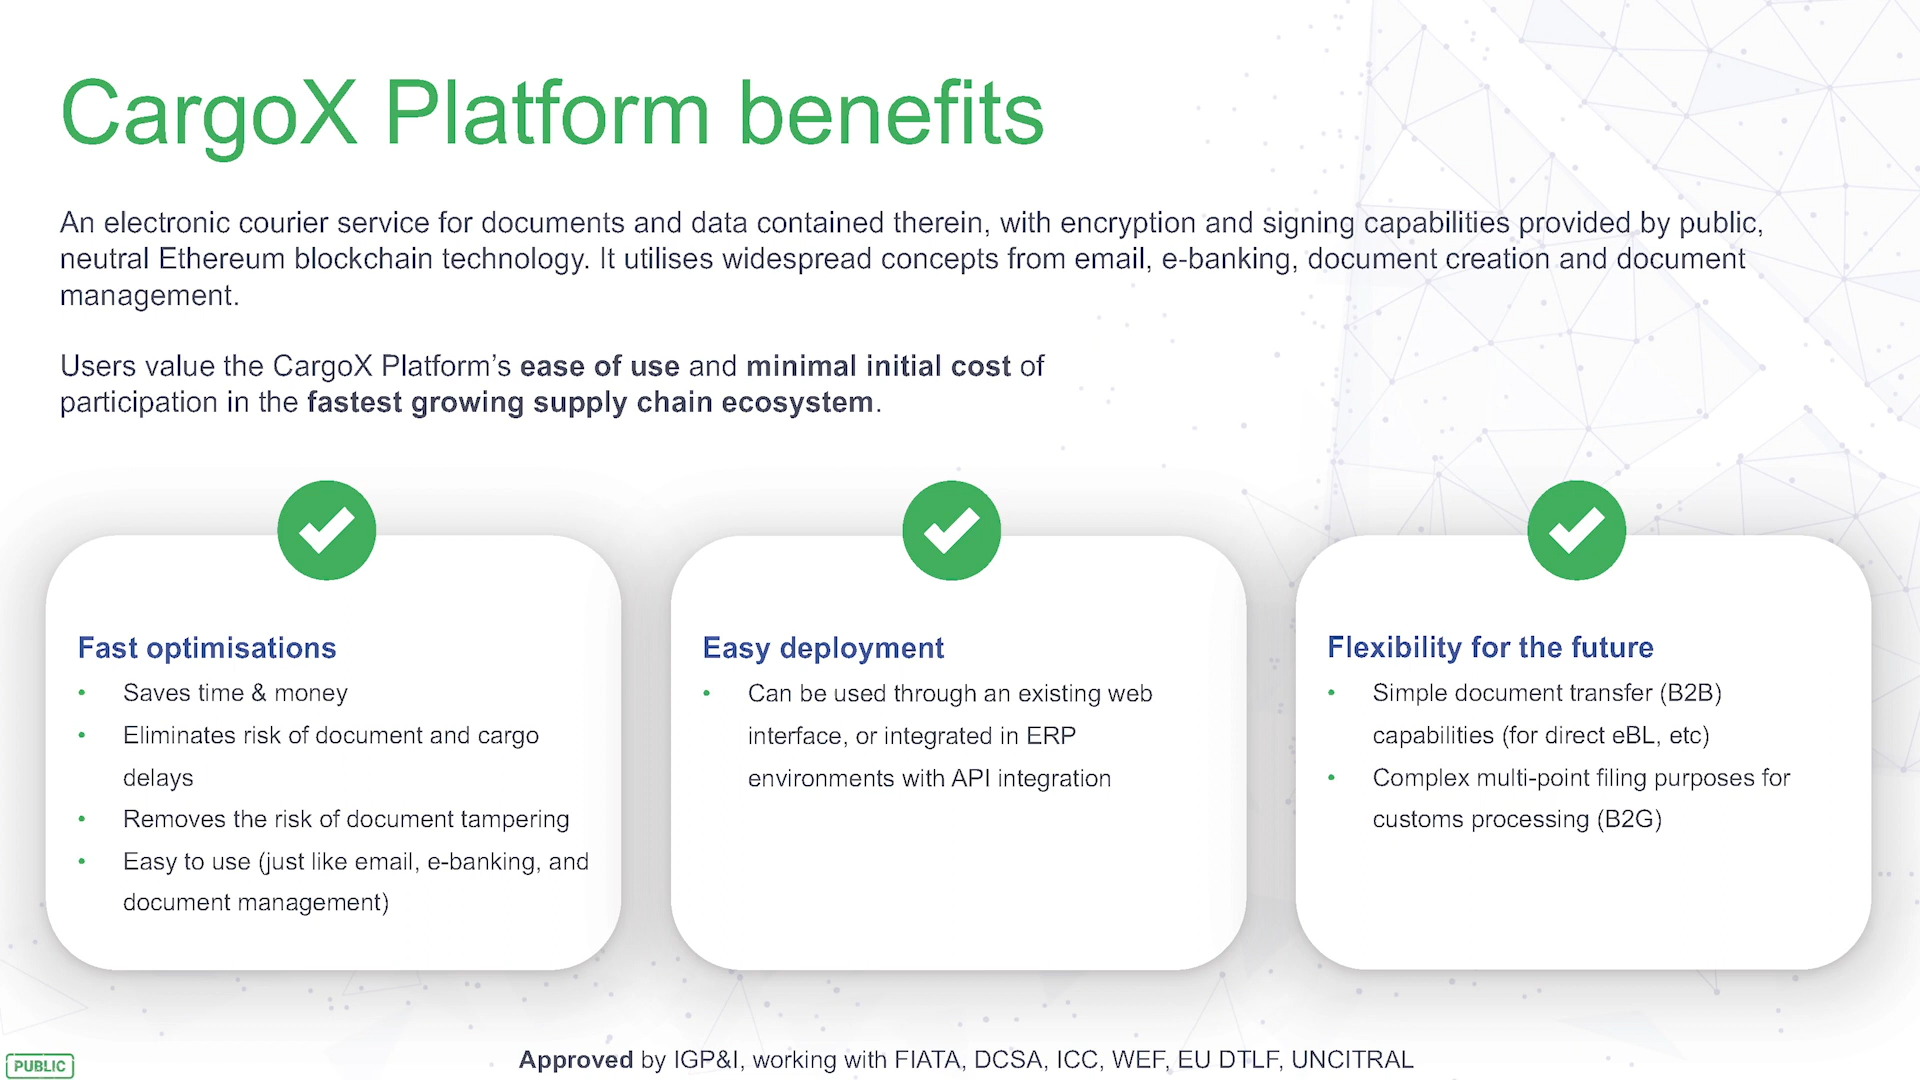 CargoX Platform benefits
An electronic courier service for documents and data contained therein, with encryption and signing capabilities provided by public,
neutral Ethereum blockchain technology. It utilises widespread concepts from email, e-banking, document creation and document
management.
Users value the CargoX Platform’s ease of use and minimal initial cost of
participation in the fastest growing supply chain ecosystem.
Fast optimisations
• Saves time & money
• Eliminates risk of document and cargo
delays
• Removes the risk of document tampering
• Easy to use (just like email, e-banking, and
document management)
Easy deployment
• Can be used through an existing web
interface, or integrated in ERP
environments with API integration
Flexibility for the future
• Simple document transfer (B2B)
capabilities (for direct eBL, etc)
• Complex multi-point filing purposes for
customs processing (B2G)
Approved by IGP&I, working with FIATA, DCSA, ICC, WEF, EU DTLF, UNCITRAL
PUBLIC